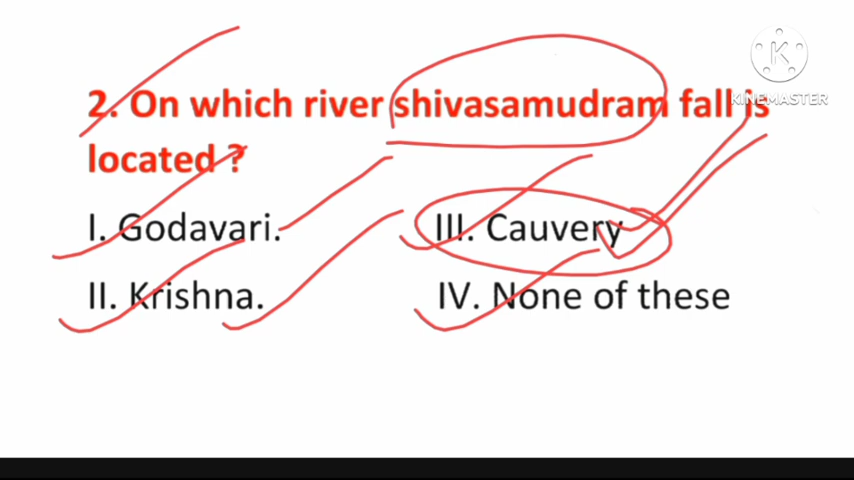 K
KINEMASTER
2. On which river shivasamudram fall is
located ?
I. Godavari.
III. Cauvery
II. Krishna.
IV. None of these